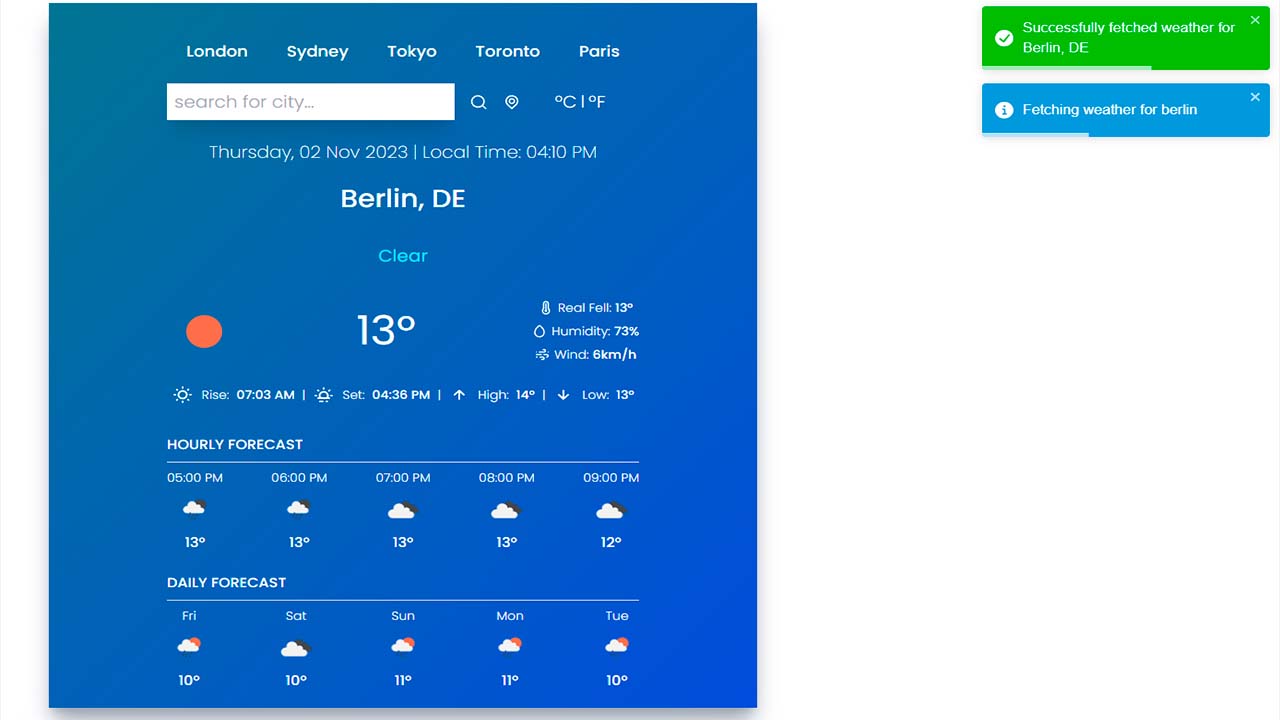 London Sydney Tokyo Toronto Paris
search for city...
°C | °F
Thursday, 02 Nov 2023 | Local Time: 04:10 PM
Berlin, DE
Clear
13°
Real Fell: 13°
Humidity: 73%
Wind: 6km/h
Rise: 07:03 AM | Set: 04:36 PM | High: 14° | Low: 13°
HOURLY FORECAST
05:00 PM 06:00 PM 07:00 PM 08:00 PM 09:00 PM
13° 13° 13° 13° 12°
DAILY FORECAST
Fri Sat Sun Mon Tue
10° 10° 11° 11° 10°
Successfully fetched weather for
Berlin, DE
Fetching weather for berlin